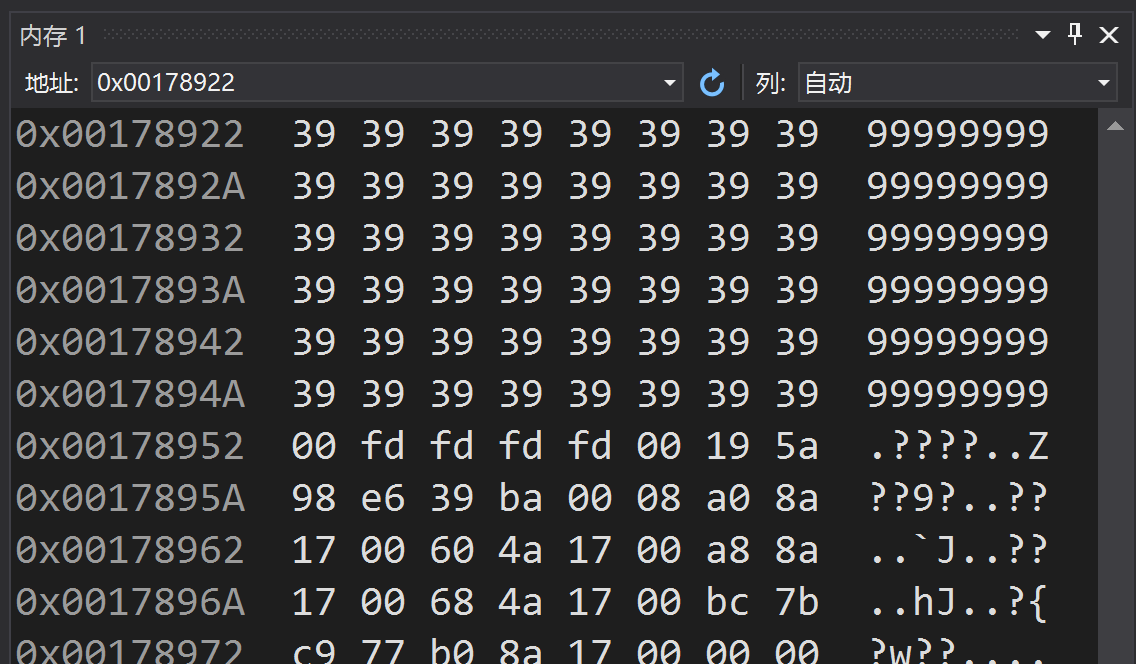 内存 1
地址: 0x00178922 列: 自动
0x00178922 39 39 39 39 39 39 39 39 99999999
0x0017892A 39 39 39 39 39 39 39 39 99999999
0x00178932 39 39 39 39 39 39 39 39 99999999
0x0017893A 39 39 39 39 39 39 39 39 99999999
0x00178942 39 39 39 39 39 39 39 39 99999999
0x0017894A 39 39 39 39 39 39 39 39 99999999
0x00178952 00 fd fd fd fd 00 19 5a .????..Z
0x0017895A 98 e6 39 ba 00 08 a0 8a ??9?..??
0x00178962 17 00 60 4a 17 00 a8 8a ..`J..??
0x0017896A 17 00 68 4a 17 00 bc 7b ..hJ..?{
0x00178972 c9 77 b0 8a 17 00 00 00 ?w??....